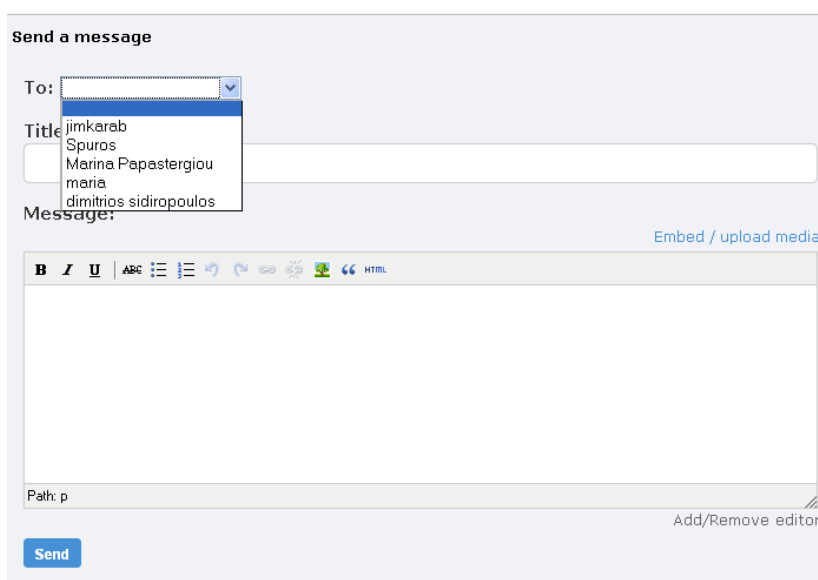 Send a message
To:
jimkarab
Title
Spuros
Marina Papastergiou
maria
dimitrios sidiropoulos
Message:
Embed / upload media
B I U ABC HTML
Path: p
Add/Remove editor
Send